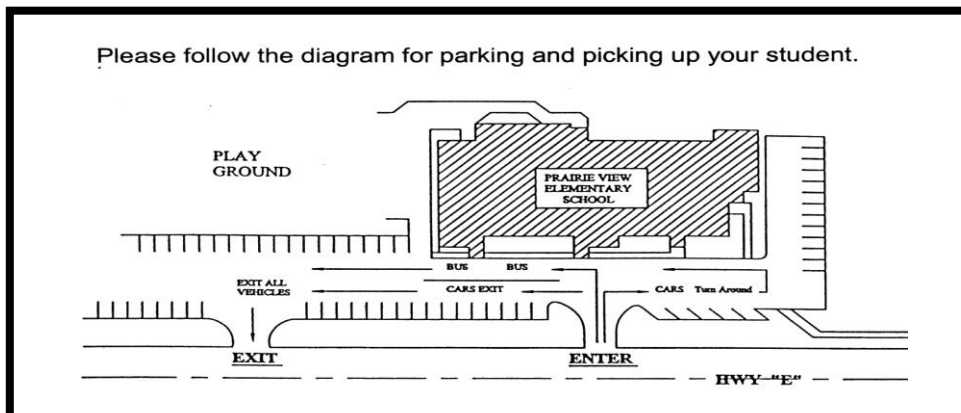 Please follow the diagram for parking and picking up your student.
PLAY
GROUND
PRAIRIE VIEW
ELEMENTARY
SCHOOL
BUS BUS
EXIT ALL
VEHICLES
CARS EXIT
CARS Turn Around
EXIT
ENTER
HWY "E"